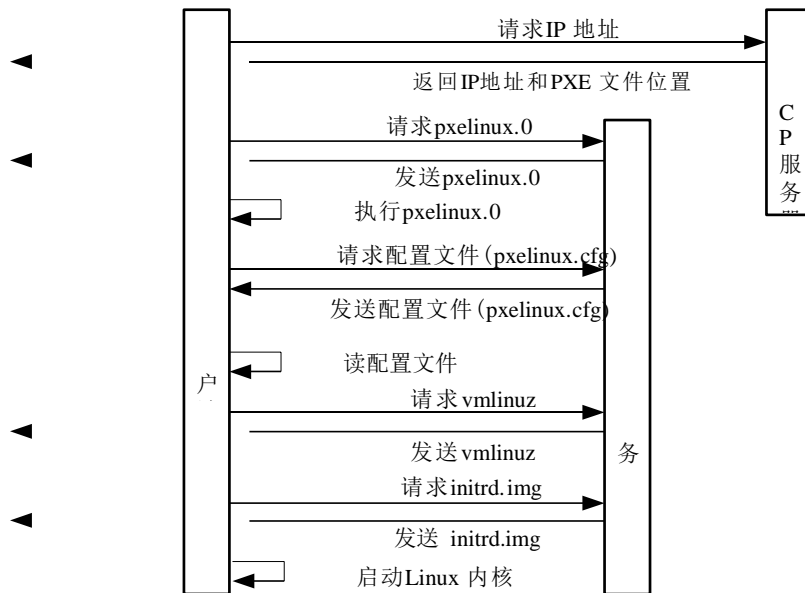 请求IP 地址
返回IP地址和PXE 文件位置
C
P
服
务
请求pxelinux.0
发送pxelinux.0
执行pxelinux.0
请求配置文件(pxelinux.cfg)
发送配置文件(pxelinux.cfg)
读配置文件
户
请求vmlinuz
发送vmlinuz
务
请求initrd.img
发送 initrd.img
启动Linux 内核